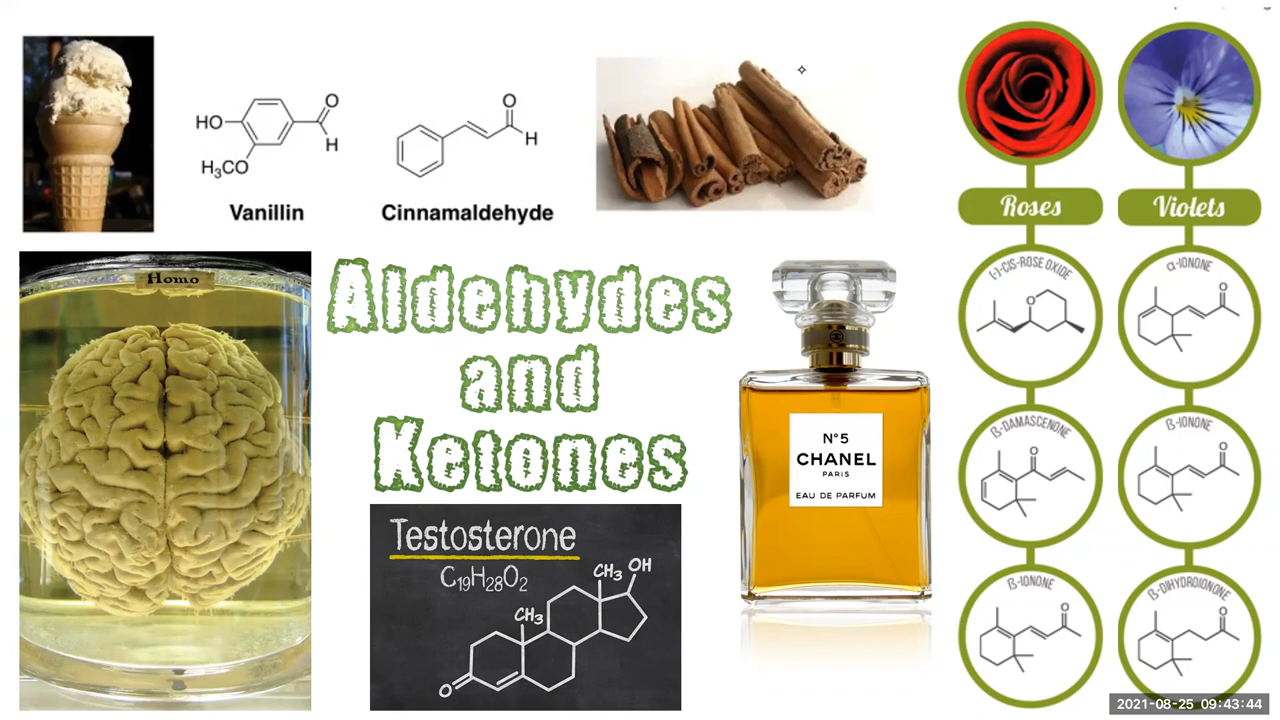 HO
O
H
H₃CO
Vanillin
O
H
Cinnamaldehyde
Roses
Violets
(-)-CIS-ROSE OXIDE
O
α-IONONE
O
Homo
Aldehydes
and
Ketones
N°5
CHANEL
PARIS
EAU DE PARFUM
ß-DAMASCENONE
O
ß-IONONE
O
Testosterone
C₁₉H₂₈O₂
CH₃
OH
CH₃
O
ß-IONONE
O
ß-DIHYDROIONONE
O
2021-08-25 09:43:44